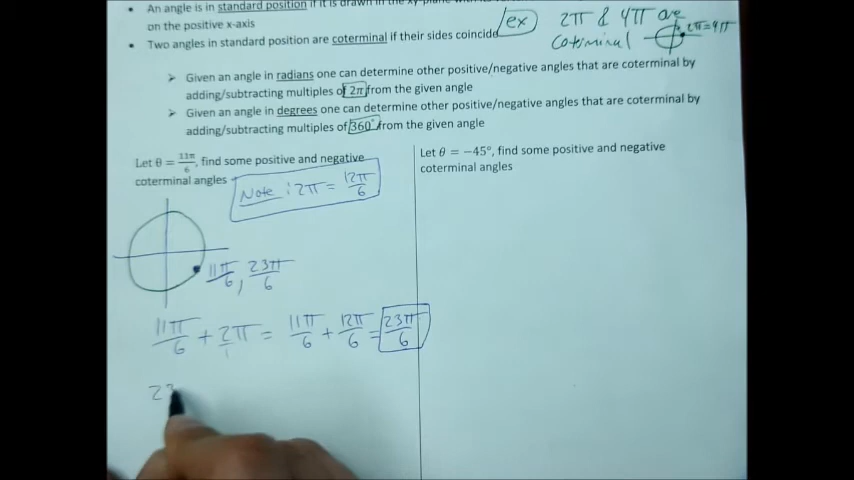 An angle is in standard position if it is drawn in the xy-plane with its
on the positive x-axis
Two angles in standard position are coterminal if their sides coincide
ex 2π & 4π are
coterminal 2π=4π
Given an angle in radians one can determine other positive/negative angles that are coterminal by
adding/subtracting multiples of 2π from the given angle
Given an angle in degrees one can determine other positive/negative angles that are coterminal by
adding/subtracting multiples of 360° from the given angle
Let θ = 11π/6, find some positive and negative
coterminal angles
Note: 2π = 12π/6
11π/6, 23π/6
11π/6 + 2π/1 = 11π/6 + 12π/6 = 23π/6
23
Let θ = −45°, find some positive and negative
coterminal angles